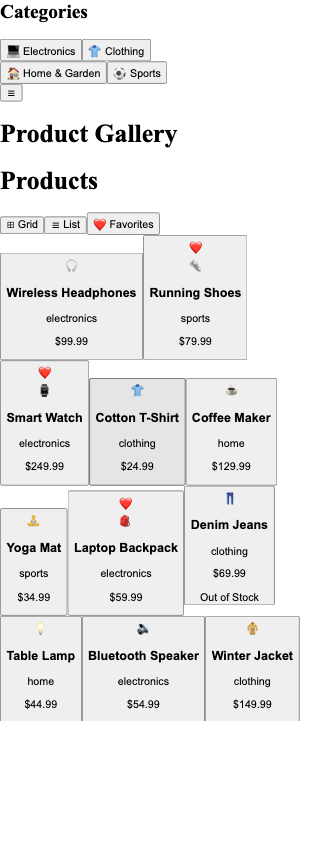 Categories
💻 Electronics
👕 Clothing
🏠 Home & Garden
⚽ Sports
≡
Product Gallery
Products
⊞ Grid
≡ List
❤️ Favorites
Wireless Headphones
electronics
$99.99
Running Shoes
sports
$79.99
Smart Watch
electronics
$249.99
Cotton T-Shirt
clothing
$24.99
Coffee Maker
home
$129.99
Yoga Mat
sports
$34.99
Laptop Backpack
electronics
$59.99
Denim Jeans
clothing
$69.99
Out of Stock
Table Lamp
home
$44.99
Bluetooth Speaker
electronics
$54.99
Winter Jacket
clothing
$149.99